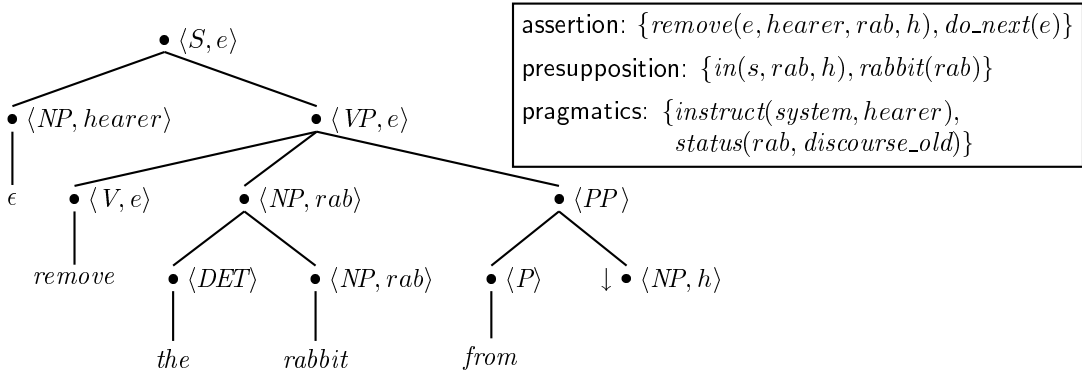 ⟨S, e⟩
assertion: {remove(e, hearer, rab, h), do_next(e)}
presupposition: {in(s, rab, h), rabbit(rab)}
pragmatics: {instruct(system, hearer),
status(rab, discourse_old)}
⟨NP, hearer⟩ ⟨VP, e⟩
ϵ ⟨V, e⟩ ⟨NP, rab⟩ ⟨PP⟩
remove ⟨DET⟩ ⟨NP, rab⟩ ⟨P⟩ ↓ ⟨NP, h⟩
the rabbit from